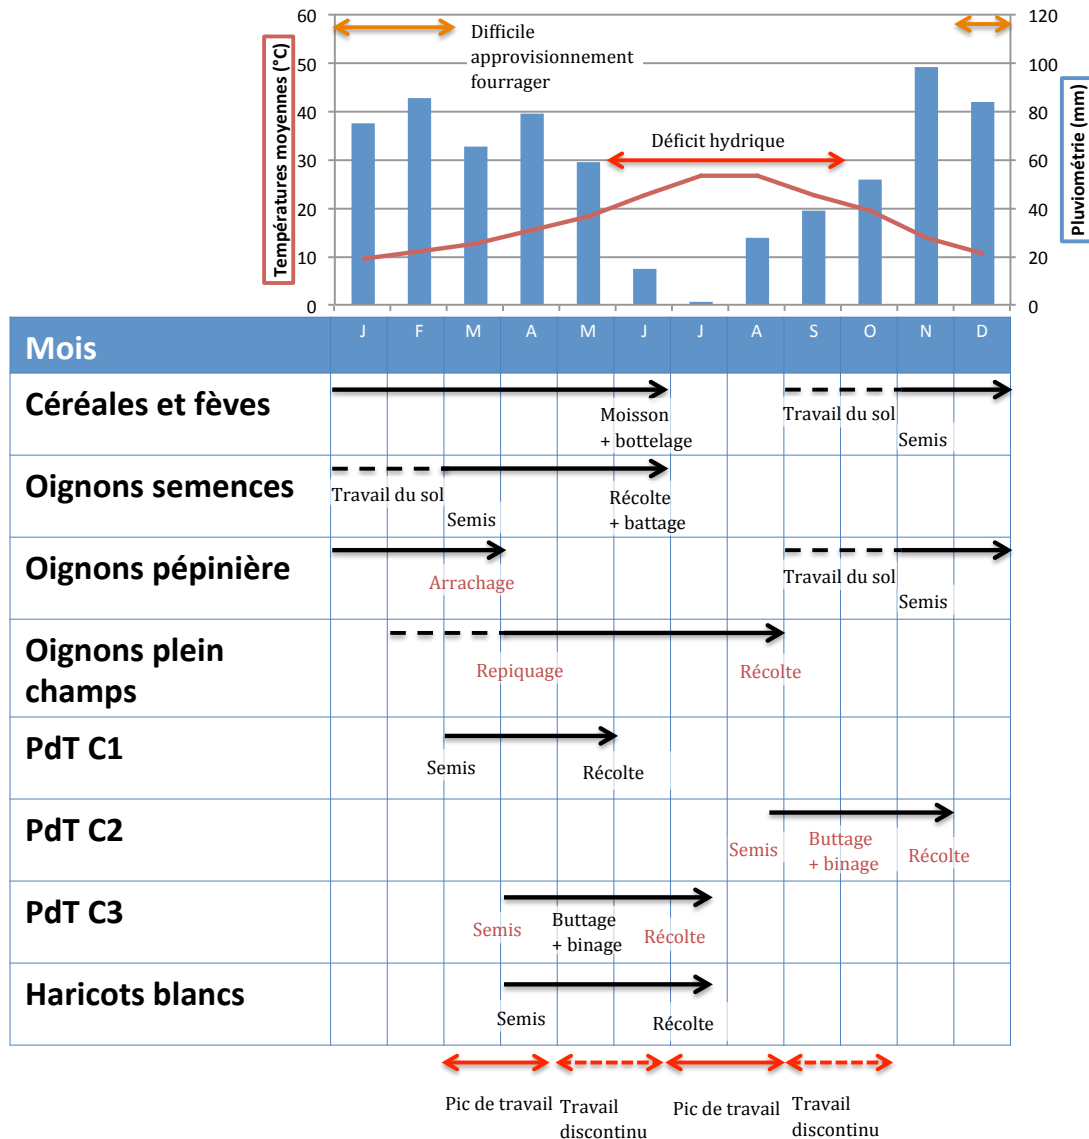 60
50
40
30
20
10
0
Températures moyennes (°C)
Difficile
approvisionnement
fourrager
Déficit hydrique
120
100
80
60
40
20
0
Pluviométrie (mm)
Mois
J F M A M J J A S O N D
Céréales et fèves
Moisson
+ bottelage
Travail du sol
Semis
Oignons semences
Travail du sol
Semis
Récolte
+ battage
Oignons pépinière
Arrachage
Travail du sol
Semis
Oignons plein
champs
Repiquage
Récolte
PdT C1
Semis
Récolte
PdT C2
Semis
Buttage
+ binage
Récolte
PdT C3
Semis
Buttage
+ binage
Récolte
Haricots blancs
Semis
Récolte
Pic de travail
Travail
discontinu
Pic de travail
Travail
discontinu